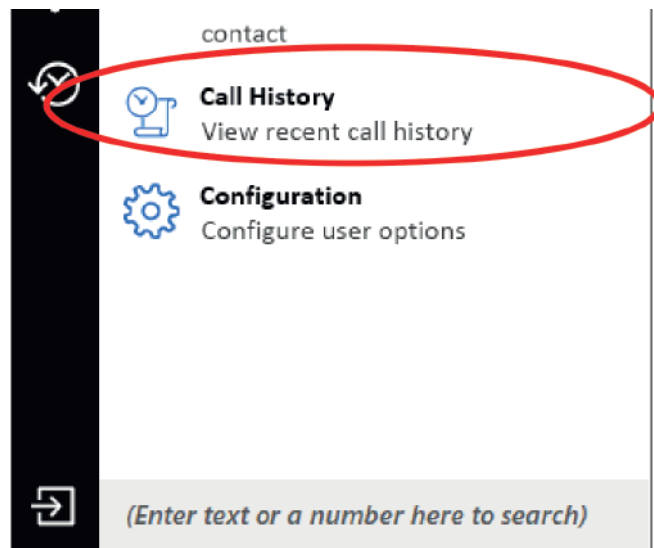 contact
Call History
View recent call history
Configuration
Configure user options
(Enter text or a number here to search)